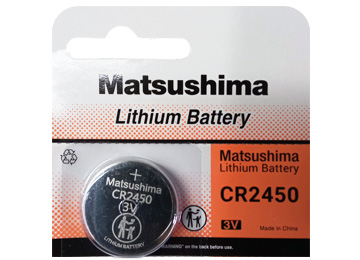 Matsushima
Lithium Battery
Matsushima
Lithium Battery
CR2450
3V
Made in China
+
Matsushima
CR2450
(3V)
LITHIUM BATTERY
on the back before use.